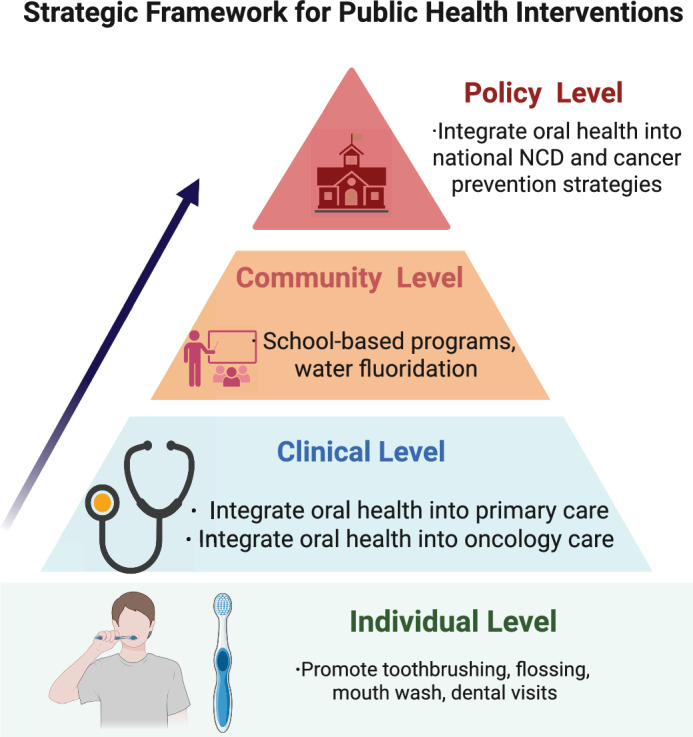 Strategic Framework for Public Health Interventions
Policy Level
·Integrate oral health into
national NCD and cancer
prevention strategies
Community Level
· School-based programs,
water fluoridation
Clinical Level
· Integrate oral health into primary care
· Integrate oral health into oncology care
Individual Level
·Promote toothbrushing, flossing,
mouth wash, dental visits